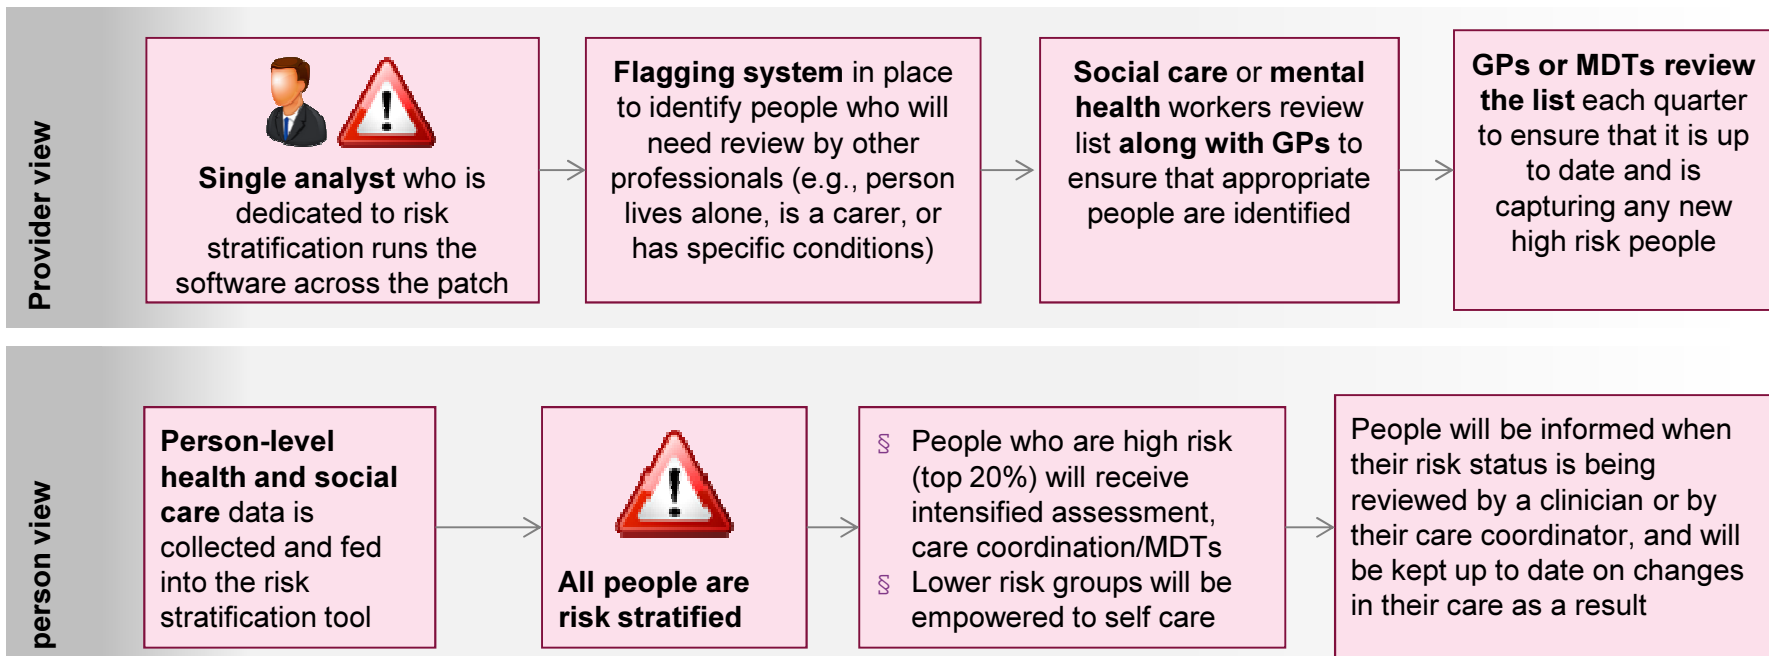 Provider view
Single analyst who is
dedicated to risk
stratification runs the
software across the patch
Flagging system in place
to identify people who will
need review by other
professionals (e.g., person
lives alone, is a carer, or
has specific conditions)
Social care or mental
health workers review
list along with GPs to
ensure that appropriate
people are identified
GPs or MDTs review
the list each quarter
to ensure that it is up
to date and is
capturing any new
high risk people
person view
Person-level
health and social
care data is
collected and fed
into the risk
stratification tool
All people are
risk stratified
§ People who are high risk
(top 20%) will receive
intensified assessment,
care coordination/MDTs
§ Lower risk groups will be
empowered to self care
People will be informed when
their risk status is being
reviewed by a clinician or by
their care coordinator, and will
be kept up to date on changes
in their care as a result